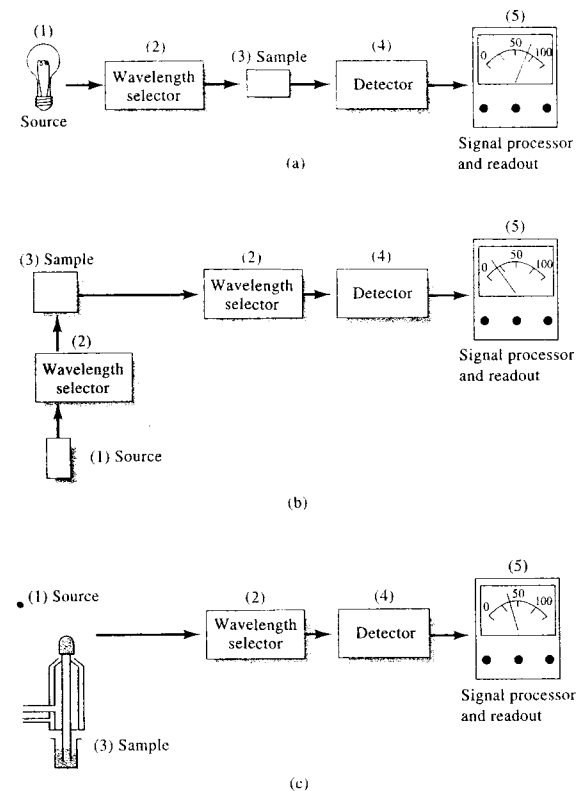 (1)
(2)
(3) Sample
(4)
(5)
Source
Wavelength
selector
Detector
0 50 100
Signal processor
and readout
(a)
(3) Sample
(2)
Wavelength
selector
(1) Source
(2)
Wavelength
selector
(4)
Detector
(5)
0 50 100
Signal processor
and readout
(b)
(1) Source
(3) Sample
(2)
Wavelength
selector
(4)
Detector
(5)
0 50 100
Signal processor
and readout
(c)